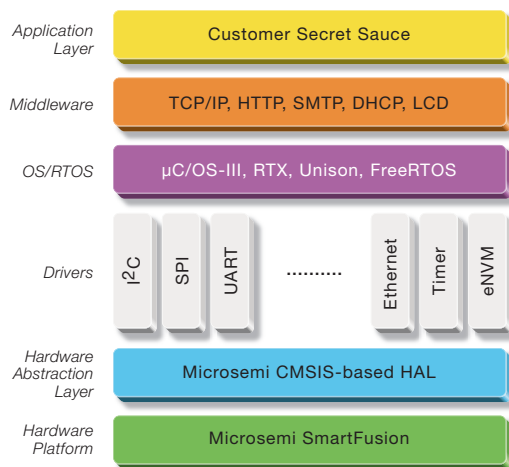 Application
Layer
Customer Secret Sauce
Middleware
TCP/IP, HTTP, SMTP, DHCP, LCD
OS/RTOS
µC/OS-III, RTX, Unison, FreeRTOS
Drivers
I²C
SPI
UART
..........
Ethernet
Timer
eNVM
Hardware
Abstraction
Layer
Microsemi CMSIS-based HAL
Hardware
Platform
Microsemi SmartFusion